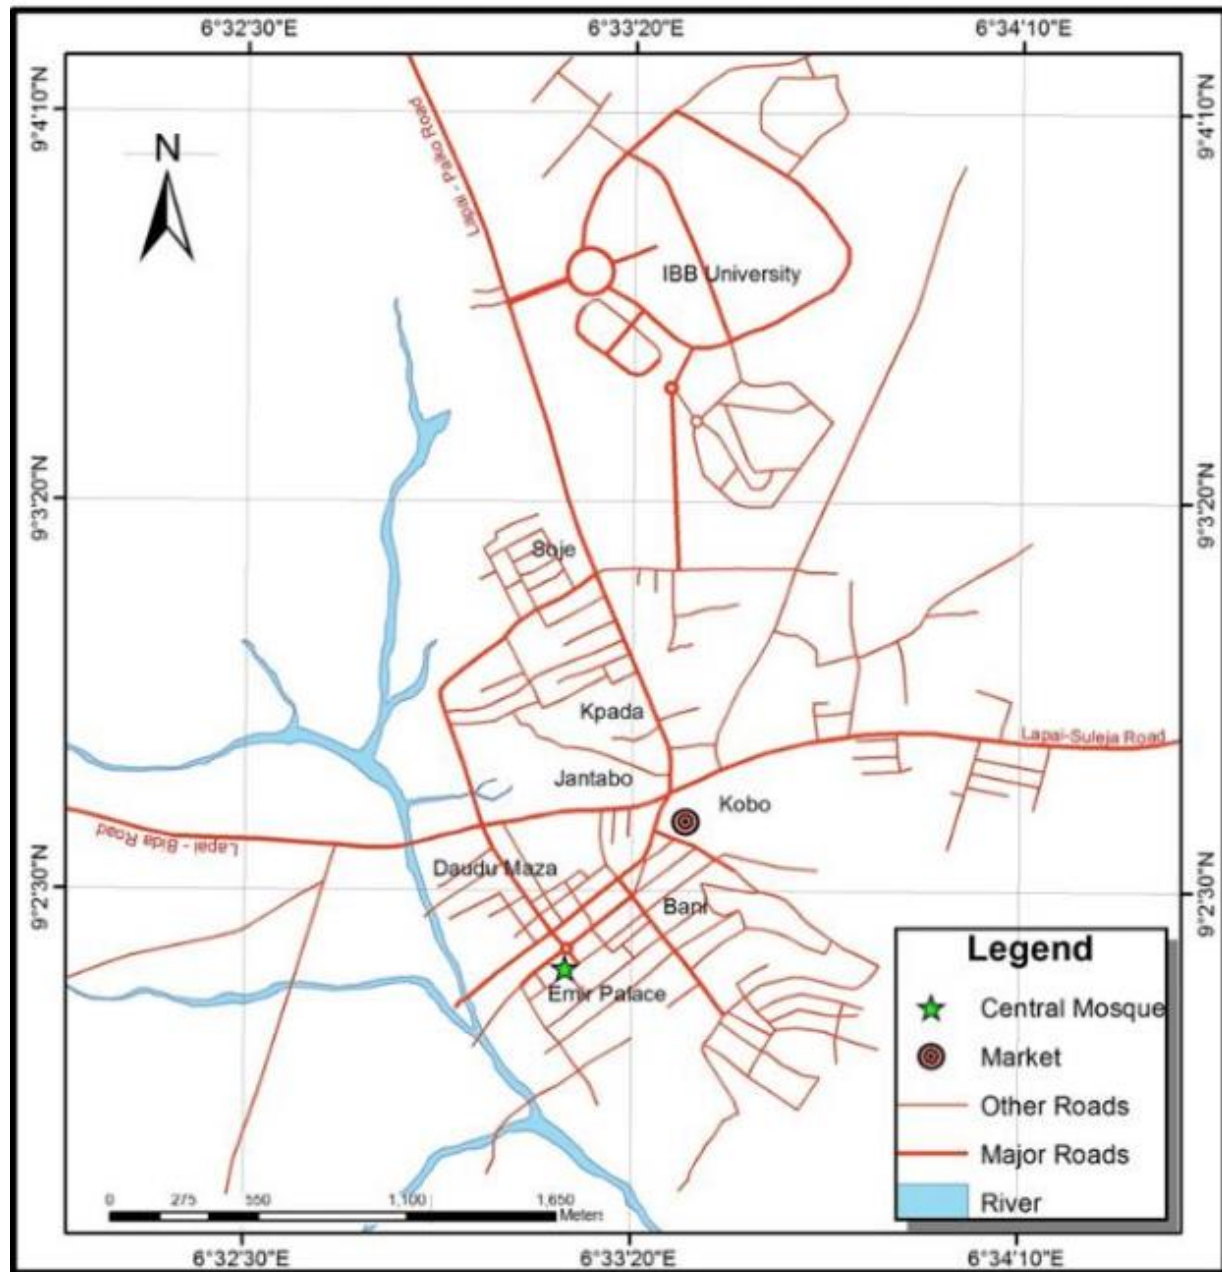 6°32'30"E 6°33'20"E 6°34'10"E
9°4'10"N 9°4'10"N
N
Lapai - Paiko Road
IBB University
9°3'20"N 9°3'20"N
Soje
Kpada
Lapai-Suleja Road
Jantabo
Kobo
Lapai - Bida Road
Daudu Maza
9°2'30"N 9°2'30"N
Bani
Emir Palace
Legend
Central Mosque
Market
Other Roads
Major Roads
River
0 275 550 1,100 1,650
Meters
6°32'30"E 6°33'20"E 6°34'10"E